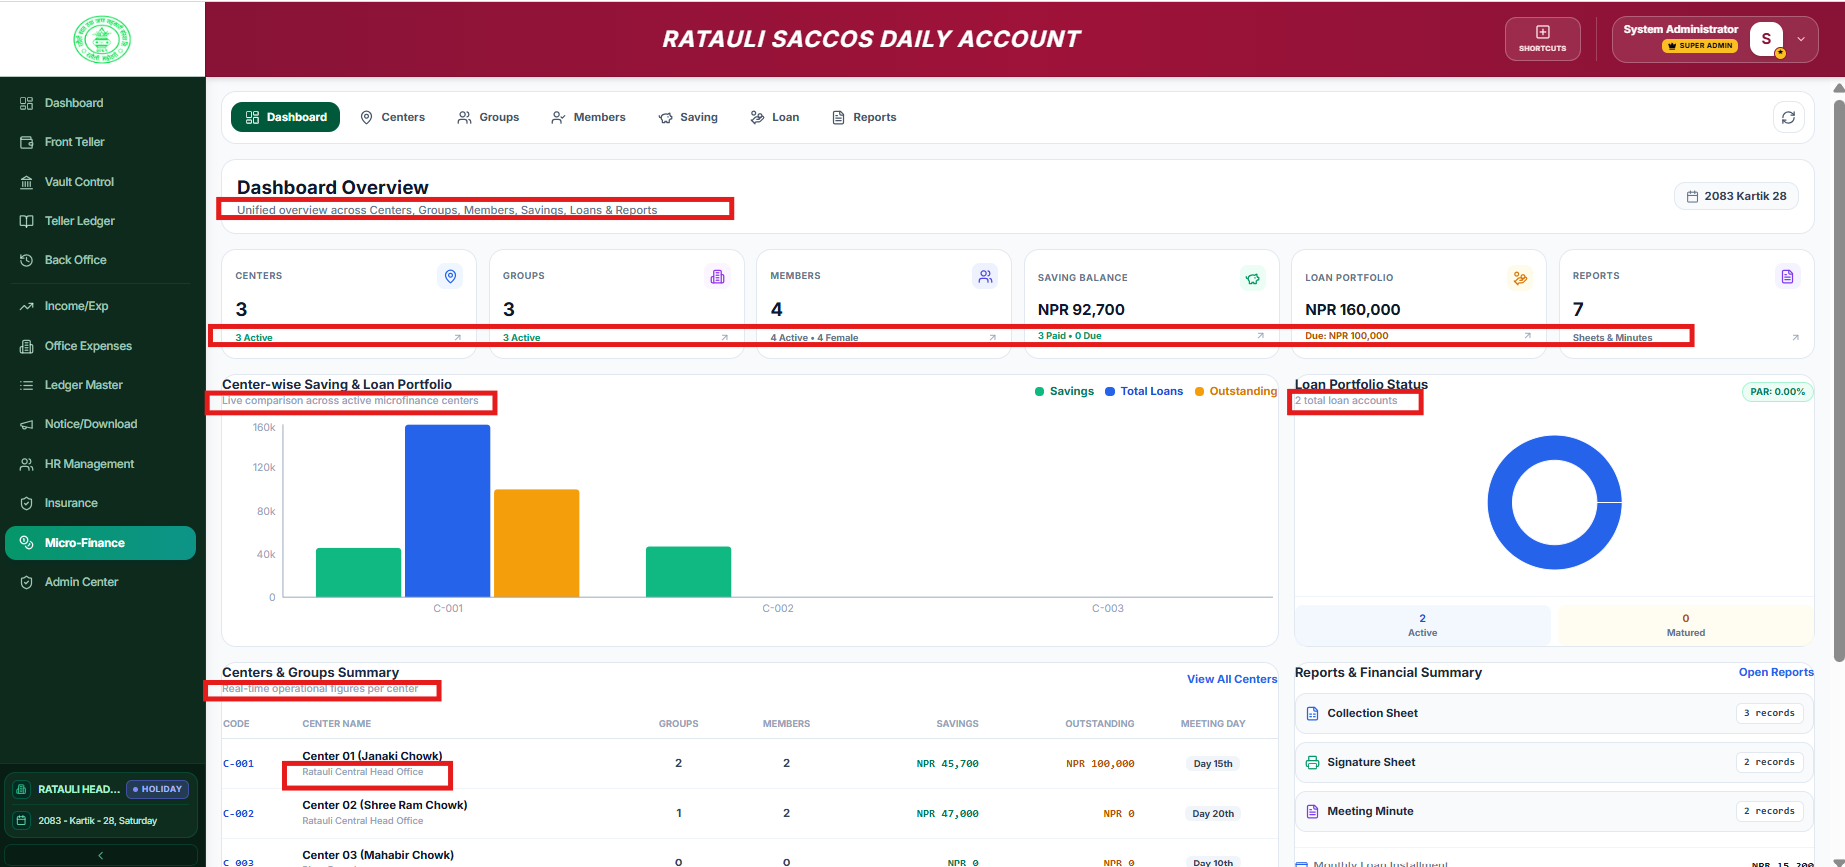 RATAULI SACCOS DAILY ACCOUNT
SHORTCUTS
System Administrator
SUPER ADMIN
S
Dashboard
Front Teller
Vault Control
Teller Ledger
Back Office
Income/Exp
Office Expenses
Ledger Master
Notice/Download
HR Management
Insurance
Micro-Finance
Admin Center
RATAULI HEAD... HOLIDAY
2083 - Kartik - 28, Saturday
Dashboard Centers Groups Members Saving Loan Reports
Dashboard Overview
Unified overview across Centers, Groups, Members, Savings, Loans & Reports
2083 Kartik 28
CENTERS
3
3 Active
GROUPS
3
3 Active
MEMBERS
4
4 Active • 4 Female
SAVING BALANCE
NPR 92,700
3 Paid • 0 Due
LOAN PORTFOLIO
NPR 160,000
Due: NPR 100,000
REPORTS
7
Sheets & Minutes
Center-wise Saving & Loan Portfolio
Live comparison across active microfinance centers
Savings Total Loans Outstanding
160k
120k
80k
40k
0
C-001 C-002 C-003
Loan Portfolio Status
2 total loan accounts
PAR: 0.00%
2
Active
0
Matured
Centers & Groups Summary
Real-time operational figures per center
View All Centers
CODE CENTER NAME GROUPS MEMBERS SAVINGS OUTSTANDING MEETING DAY
C-001 Center 01 (Janaki Chowk) 2 2 NPR 45,700 NPR 100,000 Day 15th
Ratauli Central Head Office
C-002 Center 02 (Shree Ram Chowk) 1 2 NPR 47,000 NPR 0 Day 20th
Ratauli Central Head Office
C-003 Center 03 (Mahabir Chowk) 0 0 NPR 0 NPR 0 Day 10th
Reports & Financial Summary
Open Reports
Collection Sheet 3 records
Signature Sheet 2 records
Meeting Minute 2 records
Monthly Loan Installment NPR 15,200